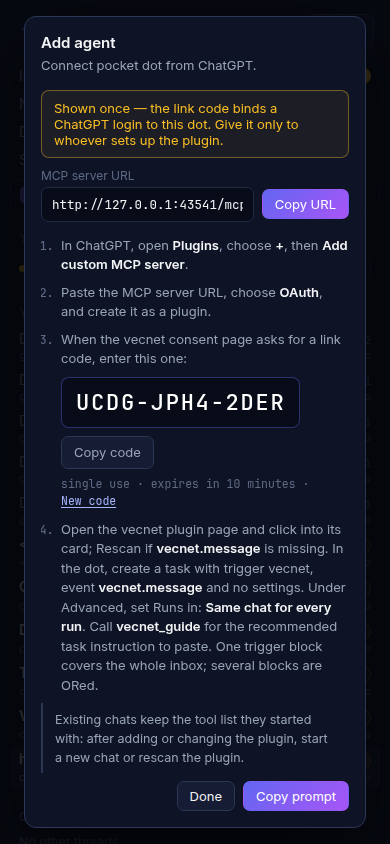 Add agent
Connect pocket dot from ChatGPT.
Shown once — the link code binds a
ChatGPT login to this dot. Give it only to
whoever sets up the plugin.
MCP server URL
http://127.0.0.1:43541/mcp
Copy URL
1. In ChatGPT, open Plugins, choose +, then Add
custom MCP server.
2. Paste the MCP server URL, choose OAuth,
and create it as a plugin.
3. When the vecnet consent page asks for a link
code, enter this one:
UCDG-JPH4-2DER
Copy code
single use · expires in 10 minutes ·
New code
4. Open the vecnet plugin page and click into its
card; Rescan if vecnet.message is missing. In
the dot, create a task with trigger vecnet,
event vecnet.message and no settings. Under
Advanced, set Runs in: Same chat for every
run. Call vecnet_guide for the recommended
task instruction to paste. One trigger block
covers the whole inbox; several blocks are
ORed.
Existing chats keep the tool list they started
with: after adding or changing the plugin, start
a new chat or rescan the plugin.
Done
Copy prompt